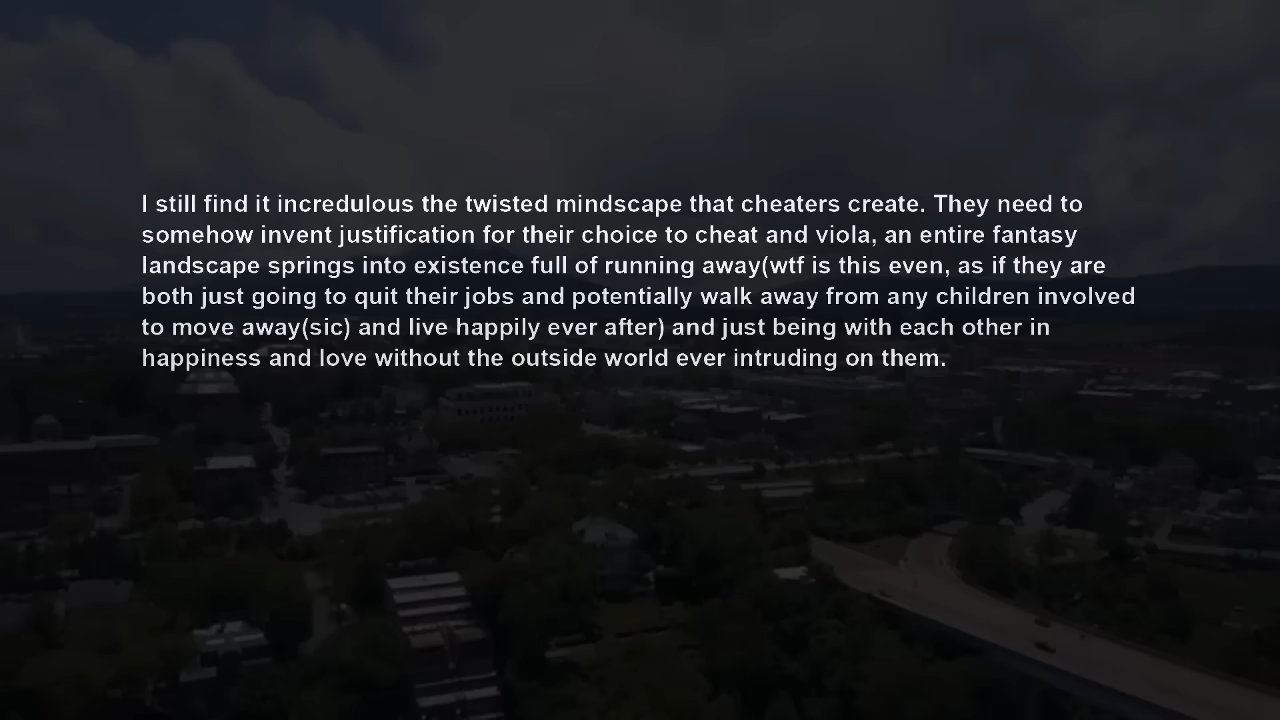 I still find it incredulous the twisted mindscape that cheaters create. They need to
somehow invent justification for their choice to cheat and viola, an entire fantasy
landscape springs into existence full of running away(wtf is this even, as if they are
both just going to quit their jobs and potentially walk away from any children involved
to move away(sic) and live happily ever after) and just being with each other in
happiness and love without the outside world ever intruding on them.